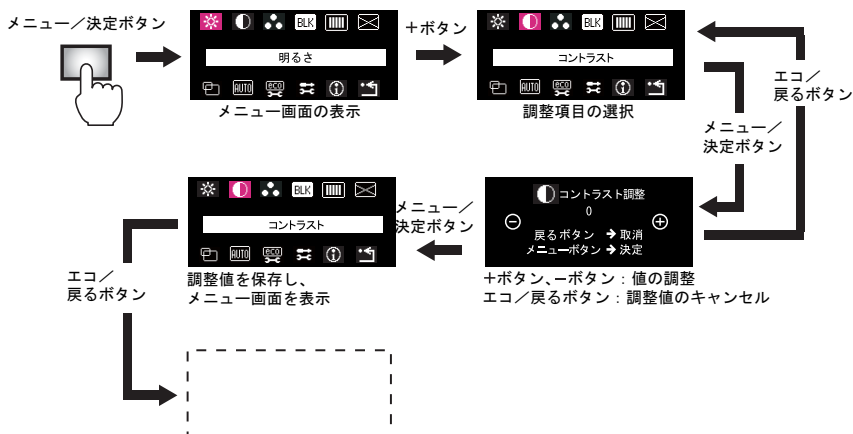 メニュー／決定ボタン
BLK
明るさ
AUTO
eco
メニュー画面の表示
＋ボタン
BLK
コントラスト
AUTO
eco
調整項目の選択
エコ／
戻るボタン
メニュー／
決定ボタン
コントラスト調整
0
戻るボタン → 取消
メニューボタン → 決定
＋ボタン、－ボタン：値の調整
エコ／戻るボタン：調整値のキャンセル
メニュー／
決定ボタン
BLK
コントラスト
AUTO
eco
調整値を保存し、
メニュー画面を表示
エコ／
戻るボタン